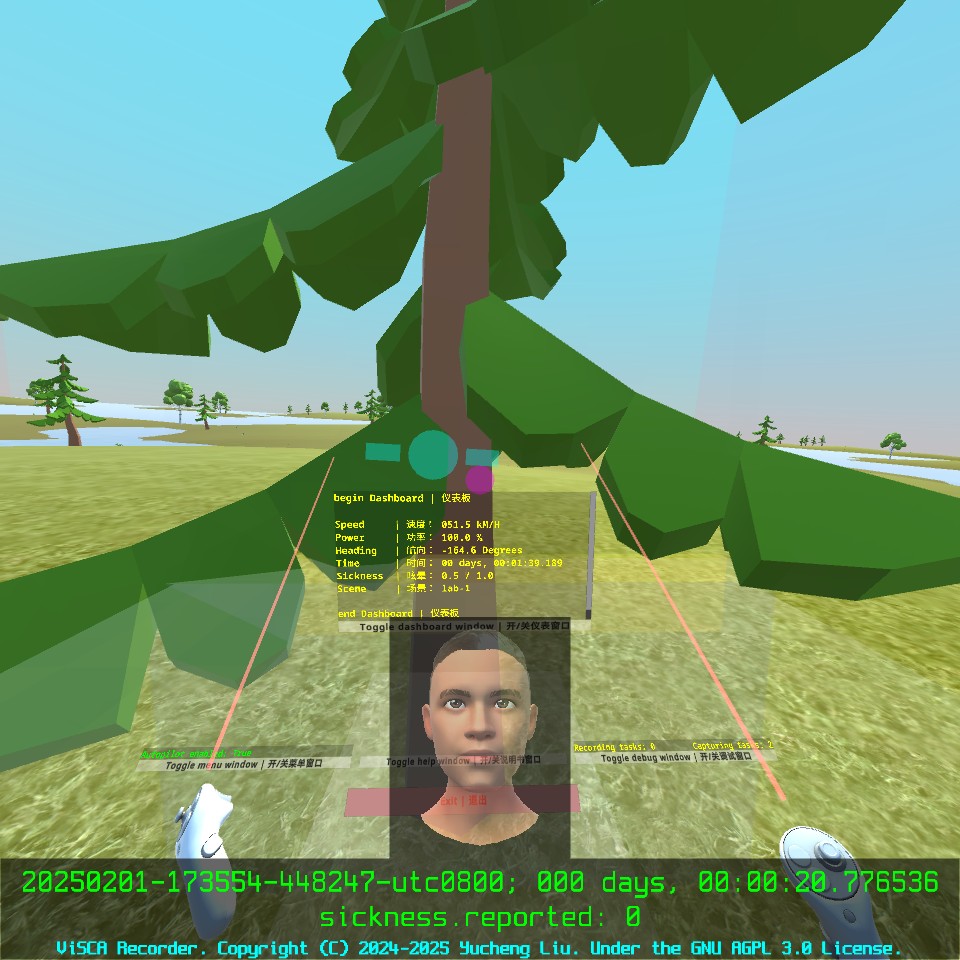 begin Dashboard | 仪表板
Speed | 速度： 051.5 kM/H
Power | 功率： 100.0 %
Heading | 航向： -164.6 Degrees
Time | 时间： 00 days, 00:01:39.189
Sickness | 眩晕： 0.5 / 1.0
Scene | 场景： lab-1
end Dashboard | 仪表板
Toggle dashboard window | 开/关仪表窗口
Autopilot enabled: True
Recording tasks: 0 Capturing tasks: 2
Toggle menu window | 开/关菜单窗口
Toggle help window | 开/关说明书窗口
Toggle debug window | 开/关调试窗口
Exit | 退出
20250201-173554-448247-utc0800; 000 days, 00:00:20.776536
sickness.reported: 0
ViSCA Recorder. Copyright (C) 2024-2025 Yucheng Liu. Under the GNU AGPL 3.0 License.